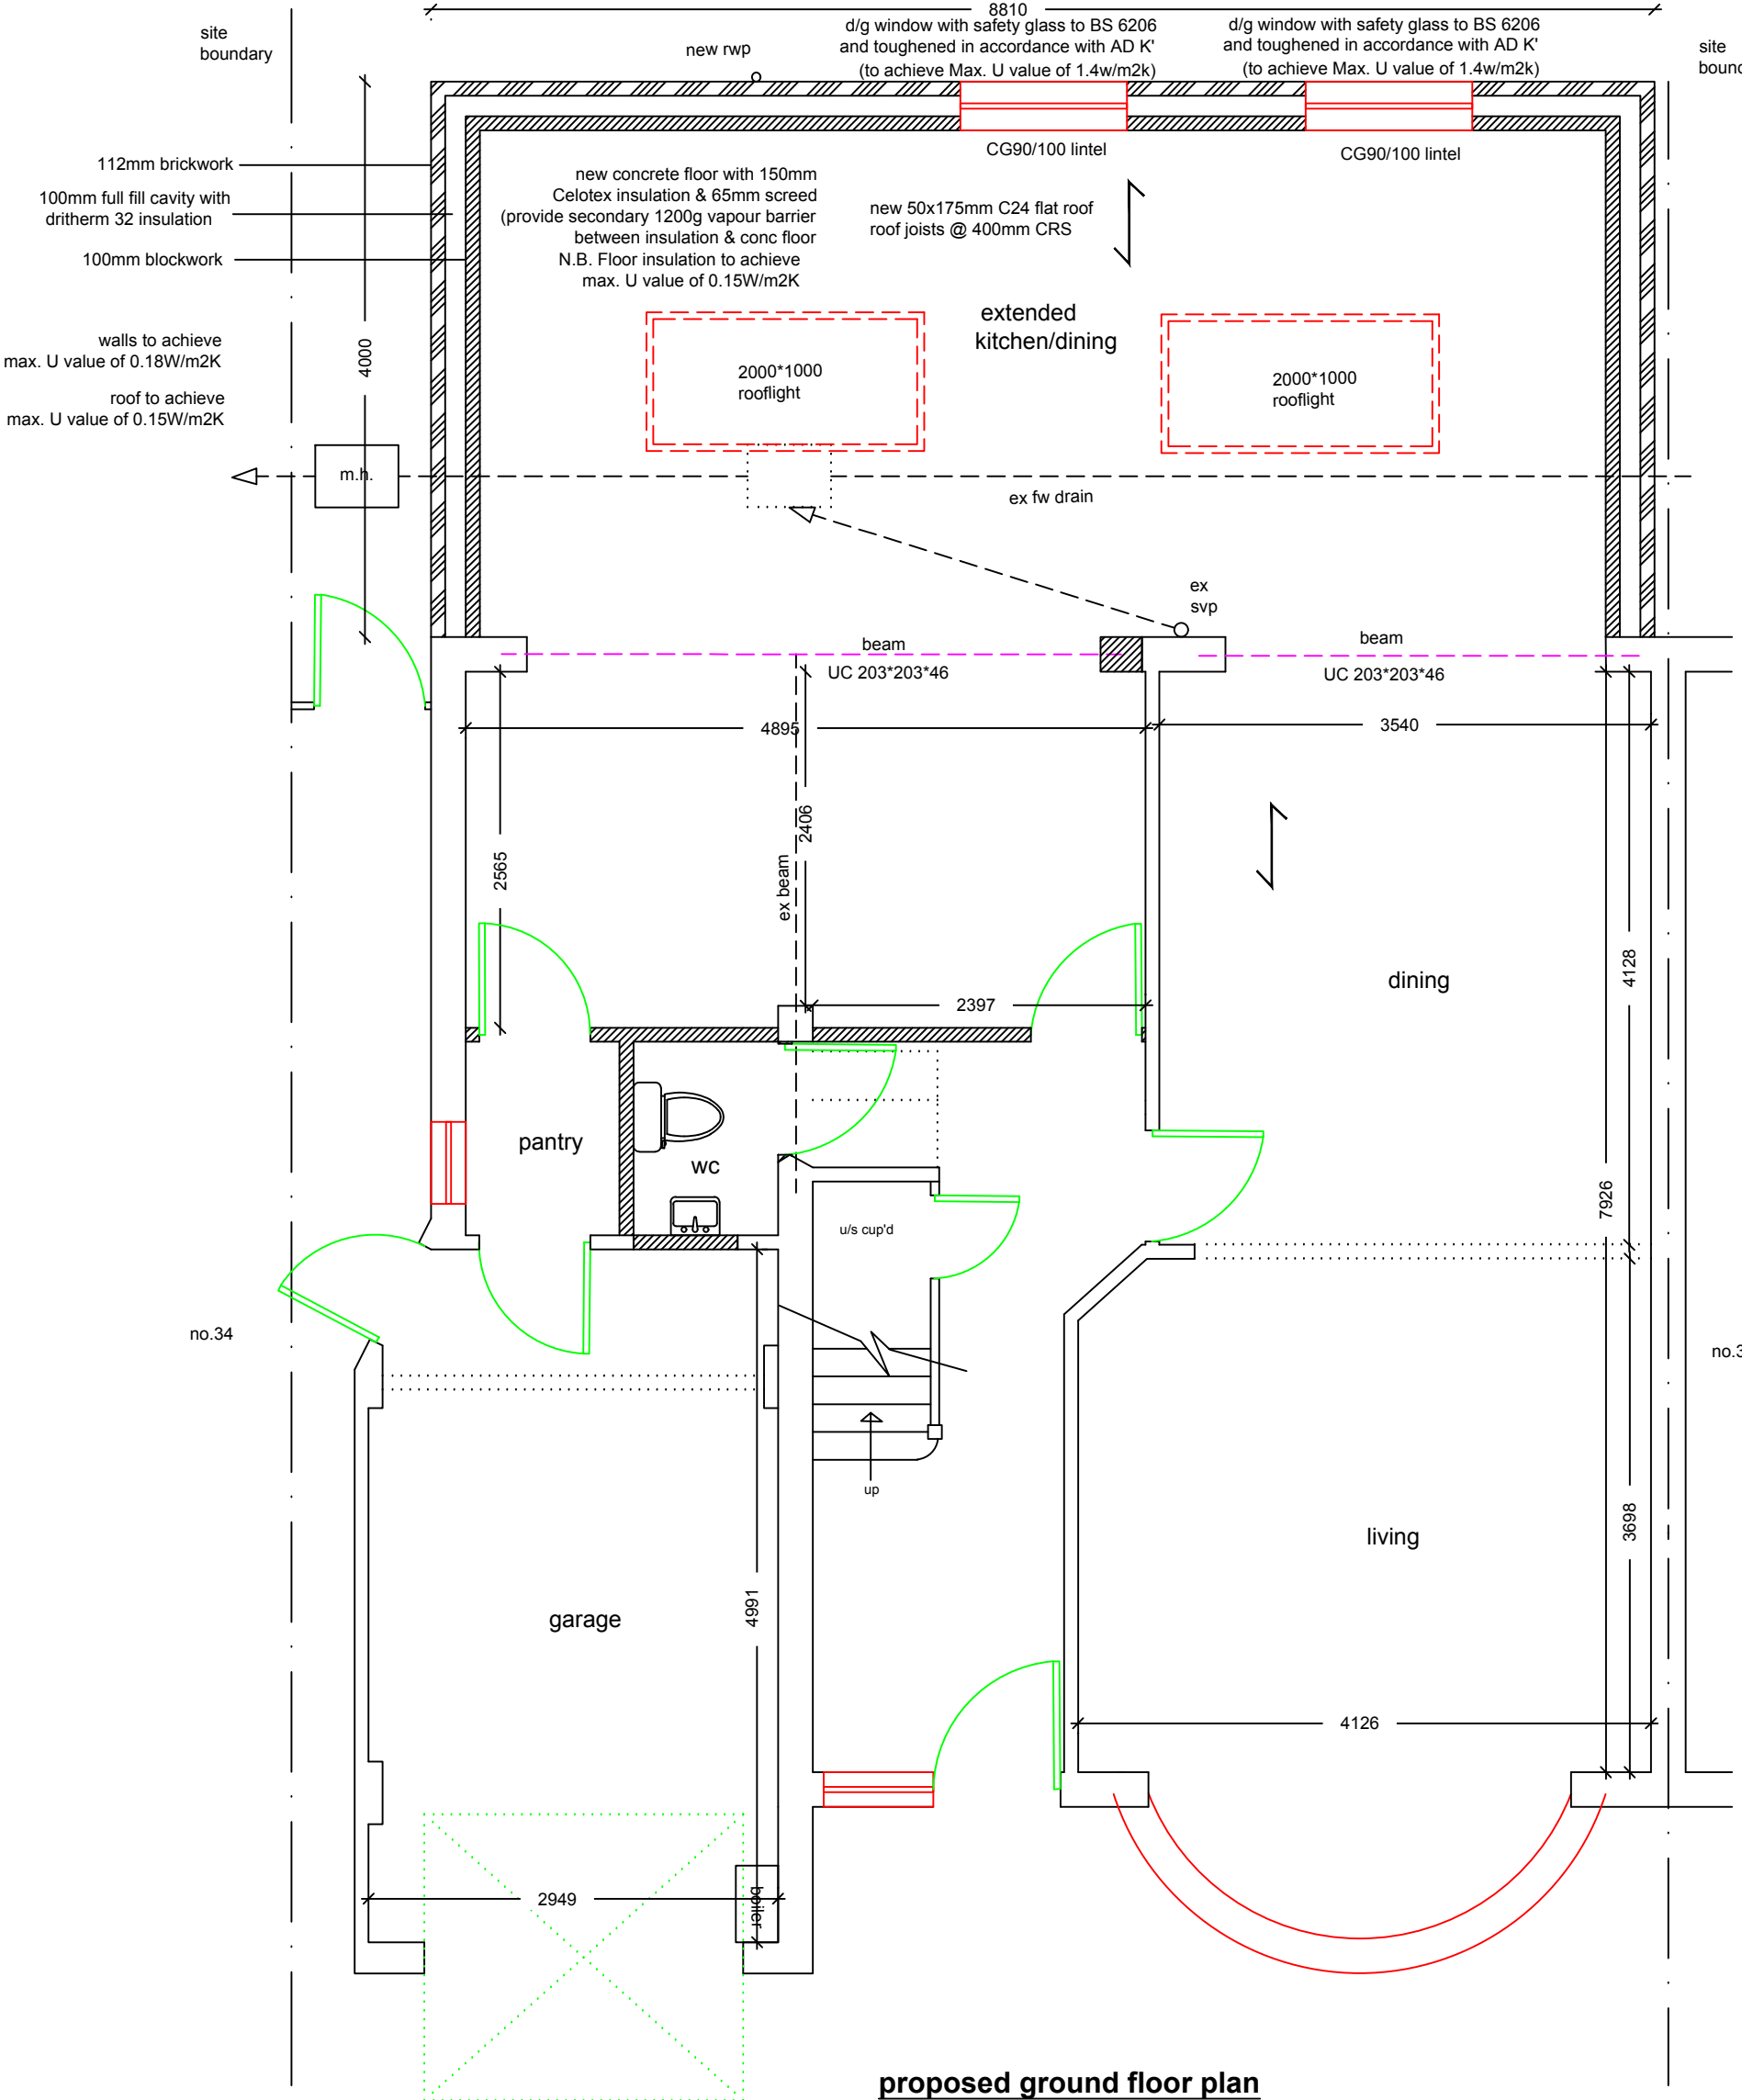 8810
site
boundary
new rwp
d/g window with safety glass to BS 6206
and toughened in accordance with AD K'
(to achieve Max. U value of 1.4w/m2k)
d/g window with safety glass to BS 6206
and toughened in accordance with AD K'
(to achieve Max. U value of 1.4w/m2k)
site
bound
112mm brickwork
100mm full fill cavity with
dritherm 32 insulation
100mm blockwork
walls to achieve
max. U value of 0.18W/m2K
roof to achieve
max. U value of 0.15W/m2K
4000
new concrete floor with 150mm
Celotex insulation & 65mm screed
(provide secondary 1200g vapour barrier
between insulation & conc floor
N.B. Floor insulation to achieve
max. U value of 0.15W/m2K
CG90/100 lintel
CG90/100 lintel
new 50x175mm C24 flat roof
roof joists @ 400mm CRS
extended
kitchen/dining
2000*1000
rooflight
2000*1000
rooflight
m.h.
ex fw drain
ex
svp
beam
UC 203*203*46
beam
UC 203*203*46
4895
3540
2565
2406
ex beam
4128
dining
2397
pantry
wc
7926
u/s cup'd
no.34
no.3
up
living
3698
garage
4991
4126
2949
boiler
proposed ground floor plan